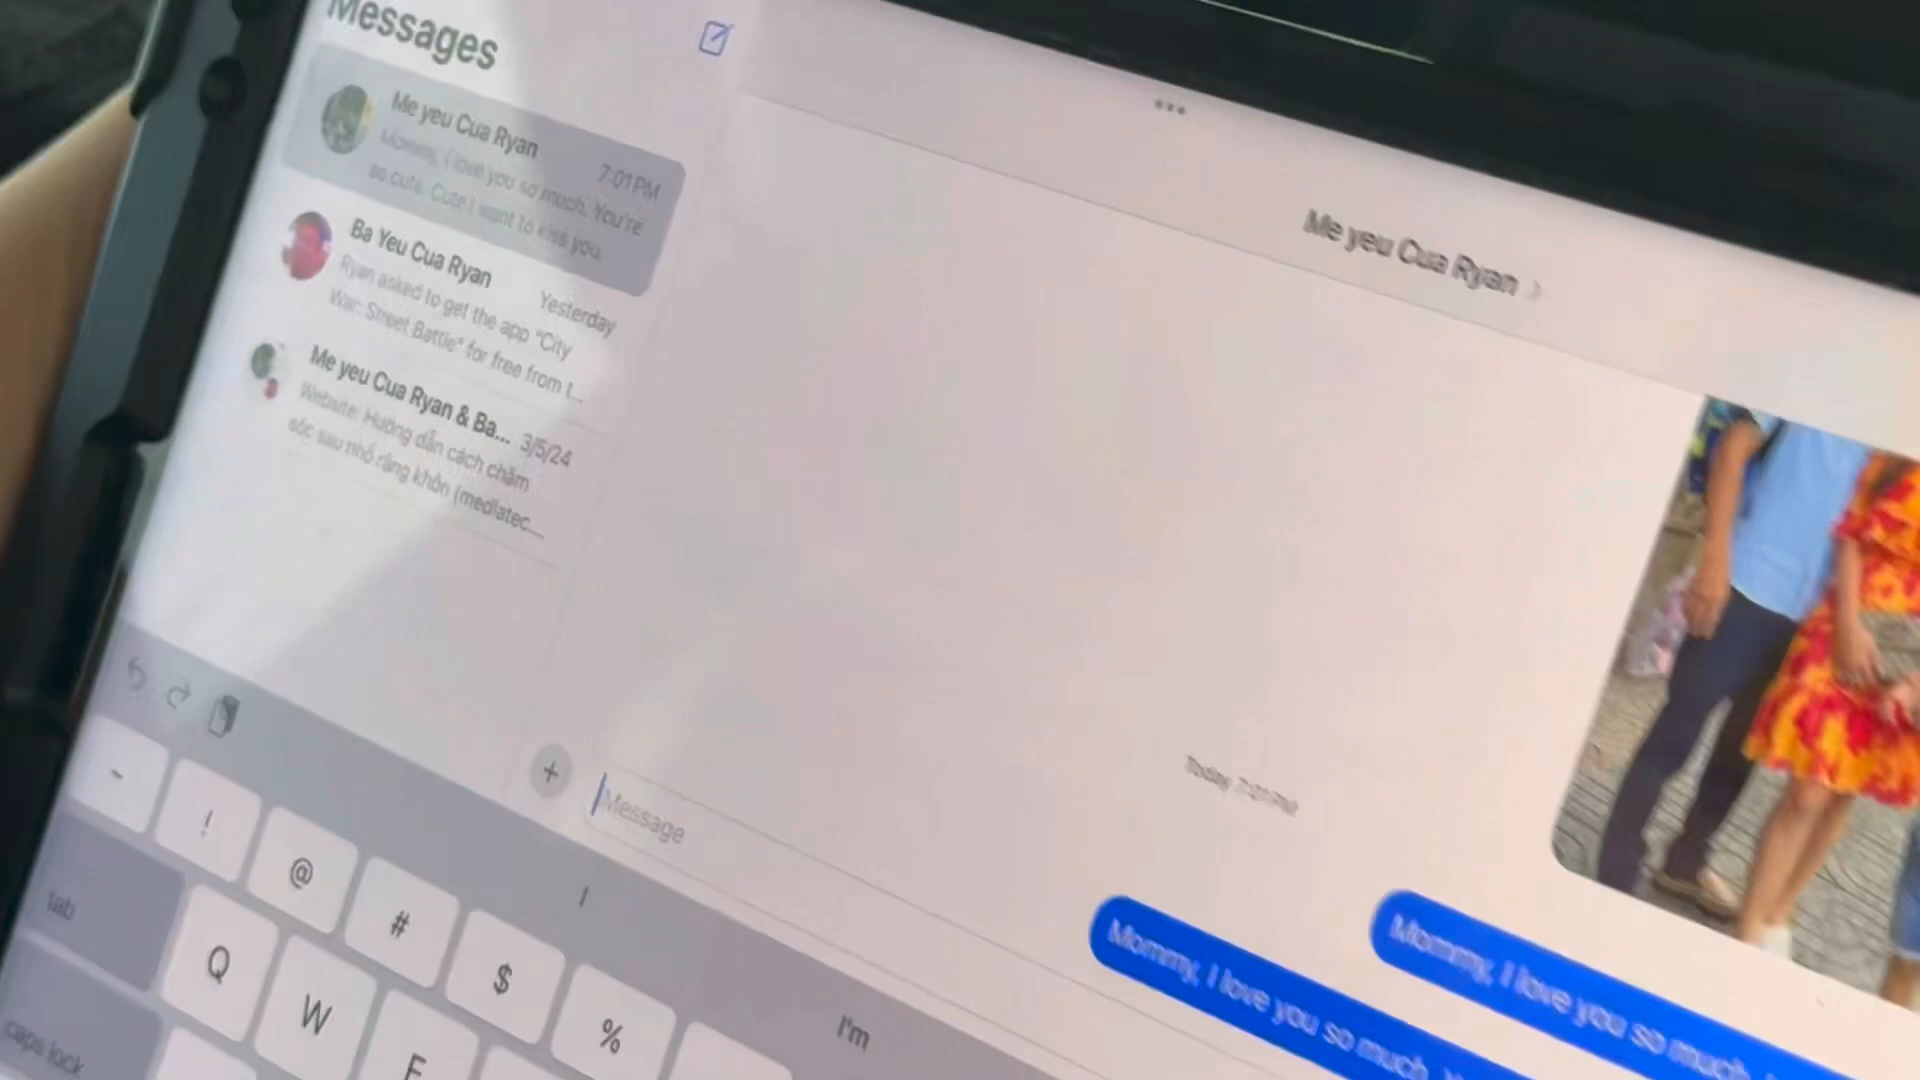 Messages
Me yeu Cua Ryan
7:01 PM
Mommy, I love you so much. You're
so cute. Cute I want to kiss you.
Ba Yeu Cua Ryan
Yesterday
Ryan asked to get the app "City
War: Street Battle" for free from t...
Me yeu Cua Ryan & Ba...
3/5/24
Website: Hướng dẫn cách chăm
sóc sau nhổ răng khôn (medlatec....
Me yeu Cua Ryan >
Today 7:01 PM
Mommy, I love you so much.
Mommy, I love you so much.
Message
I
I'm
~
!
@
#
$
%
tab
Q
W
E
caps lock